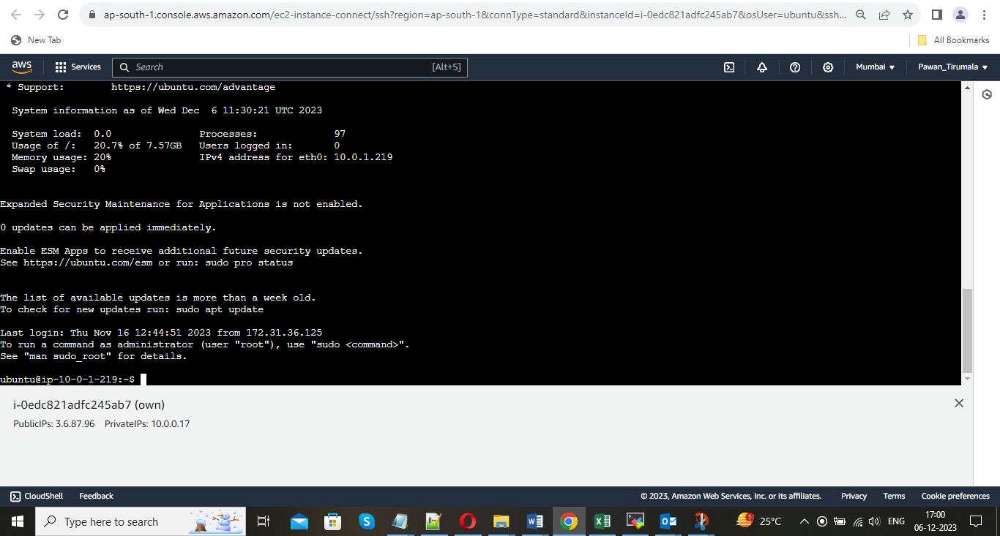 ap-south-1.console.aws.amazon.com/ec2-instance-connect/ssh?region=ap-south-1&connType=standard&instanceId=i-0edc821adfc245ab7&osUser=ubuntu&ssh...
New Tab
All Bookmarks
aws
Services
Search
[Alt+S]
Mumbai
Pawan_Tirumala
* Support:        https://ubuntu.com/advantage
System information as of Wed Dec  6 11:30:21 UTC 2023
System load:  0.0               Processes:             97
Usage of /:   20.7% of 7.57GB   Users logged in:       0
Memory usage: 20%               IPv4 address for eth0: 10.0.1.219
Swap usage:   0%
Expanded Security Maintenance for Applications is not enabled.
0 updates can be applied immediately.
Enable ESM Apps to receive additional future security updates.
See https://ubuntu.com/esm or run: sudo pro status
The list of available updates is more than a week old.
To check for new updates run: sudo apt update
Last login: Thu Nov 16 12:44:51 2023 from 172.31.36.125
To run a command as administrator (user "root"), use "sudo <command>".
See "man sudo_root" for details.
ubuntu@ip-10-0-1-219:~$
i-0edc821adfc245ab7 (own)
PublicIPs: 3.6.87.96    PrivateIPs: 10.0.0.17
CloudShell
Feedback
© 2023, Amazon Web Services, Inc. or its affiliates.
Privacy
Terms
Cookie preferences
Type here to search
1
25°C
ENG
17:00
06-12-2023